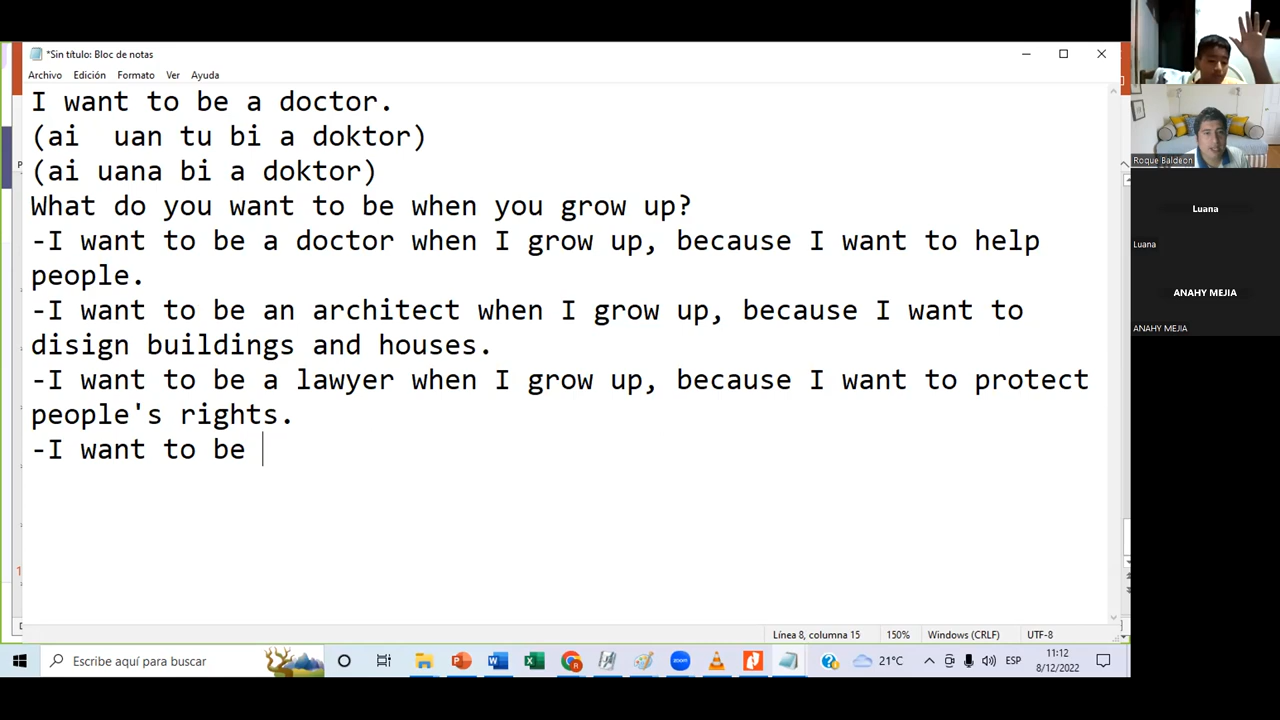 *Sin título: Bloc de notas
Archivo Edición Formato Ver Ayuda
I want to be a doctor.
(ai  uan tu bi a doktor)
(ai uana bi a doktor)
What do you want to be when you grow up?
-I want to be a doctor when I grow up, because I want to help
people.
-I want to be an architect when I grow up, because I want to
disign buildings and houses.
-I want to be a lawyer when I grow up, because I want to protect
people's rights.
-I want to be
Línea 8, columna 15 150% Windows (CRLF) UTF-8
Escribe aquí para buscar
21°C ESP 11:12
8/12/2022
Roque Baldeon
Luana
Luana
ANAHY MEJIA
ANAHY MEJIA